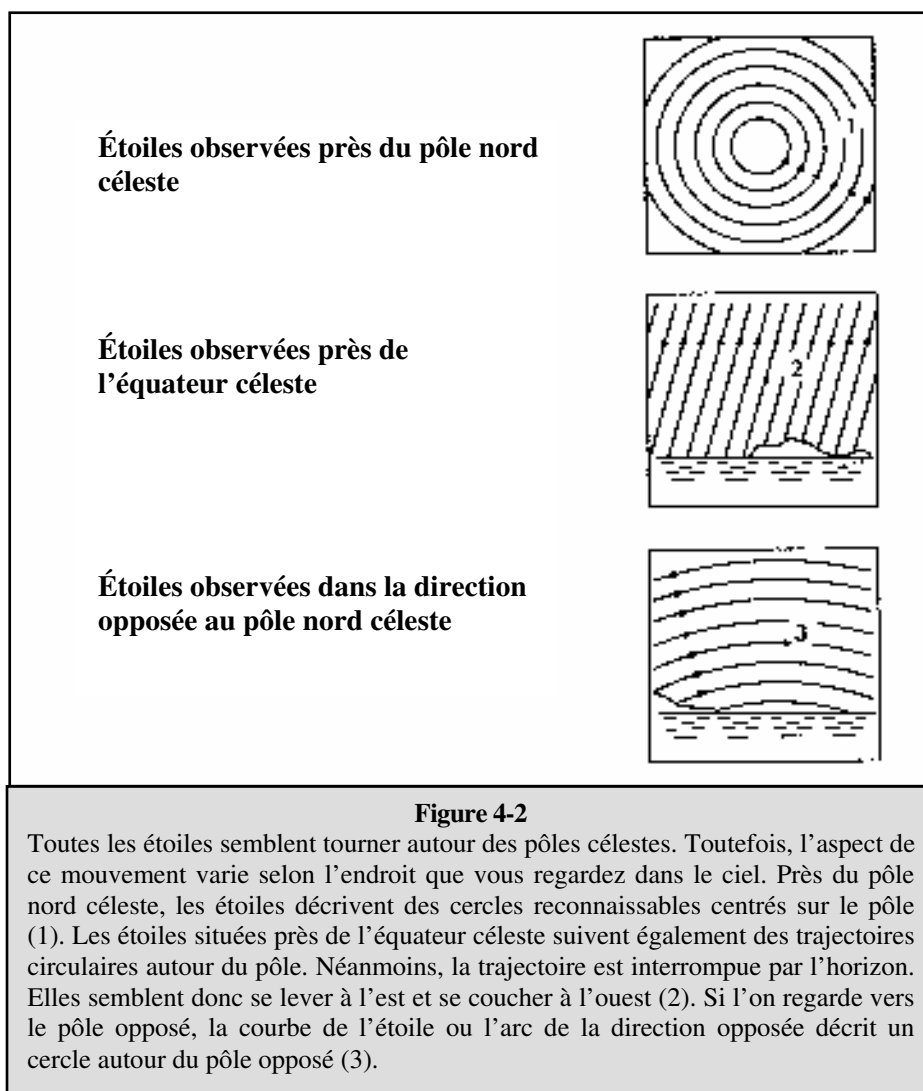 Étoiles observées près du pôle nord
céleste
1
Étoiles observées près de
l'équateur céleste
2
Étoiles observées dans la direction
opposée au pôle nord céleste
3
Figure 4-2
Toutes les étoiles semblent tourner autour des pôles célestes. Toutefois, l'aspect de
ce mouvement varie selon l'endroit que vous regardez dans le ciel. Près du pôle
nord céleste, les étoiles décrivent des cercles reconnaissables centrés sur le pôle
(1). Les étoiles situées près de l'équateur céleste suivent également des trajectoires
circulaires autour du pôle. Néanmoins, la trajectoire est interrompue par l'horizon.
Elles semblent donc se lever à l'est et se coucher à l'ouest (2). Si l'on regarde vers
le pôle opposé, la courbe de l'étoile ou l'arc de la direction opposée décrit un
cercle autour du pôle opposé (3).